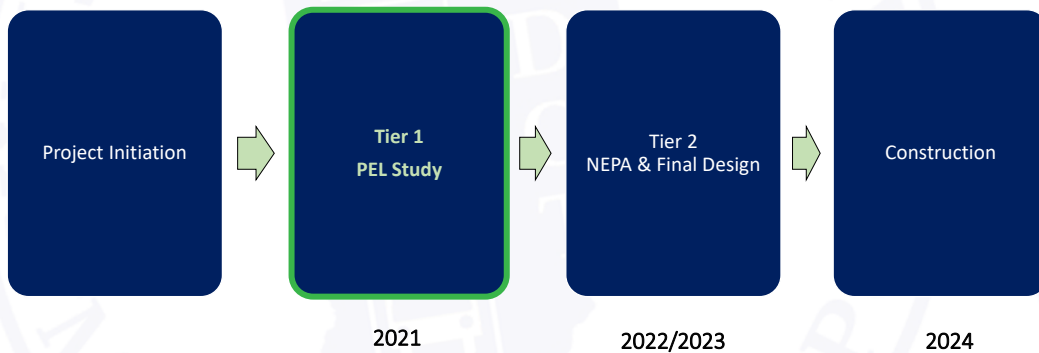 Project Initiation
Tier 1
PEL Study
Tier 2
NEPA & Final Design
Construction
2021
2022/2023
2024